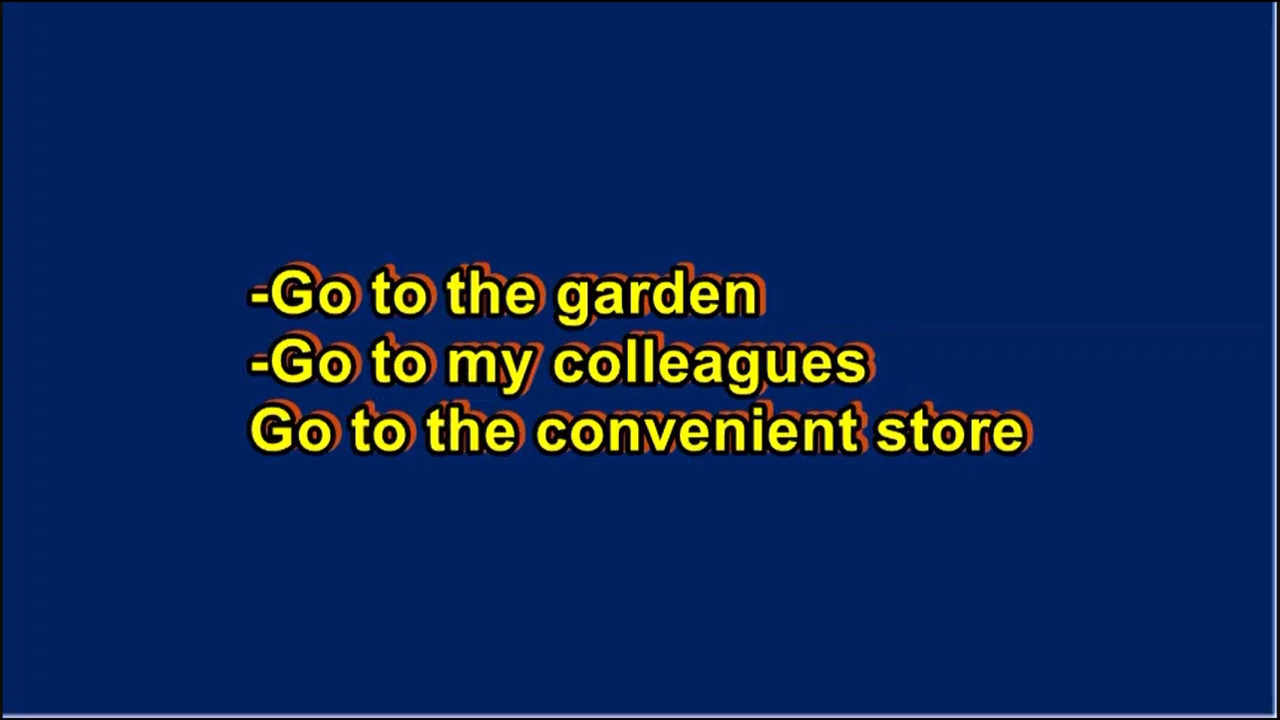 -Go to the garden
-Go to my colleagues
Go to the convenient store